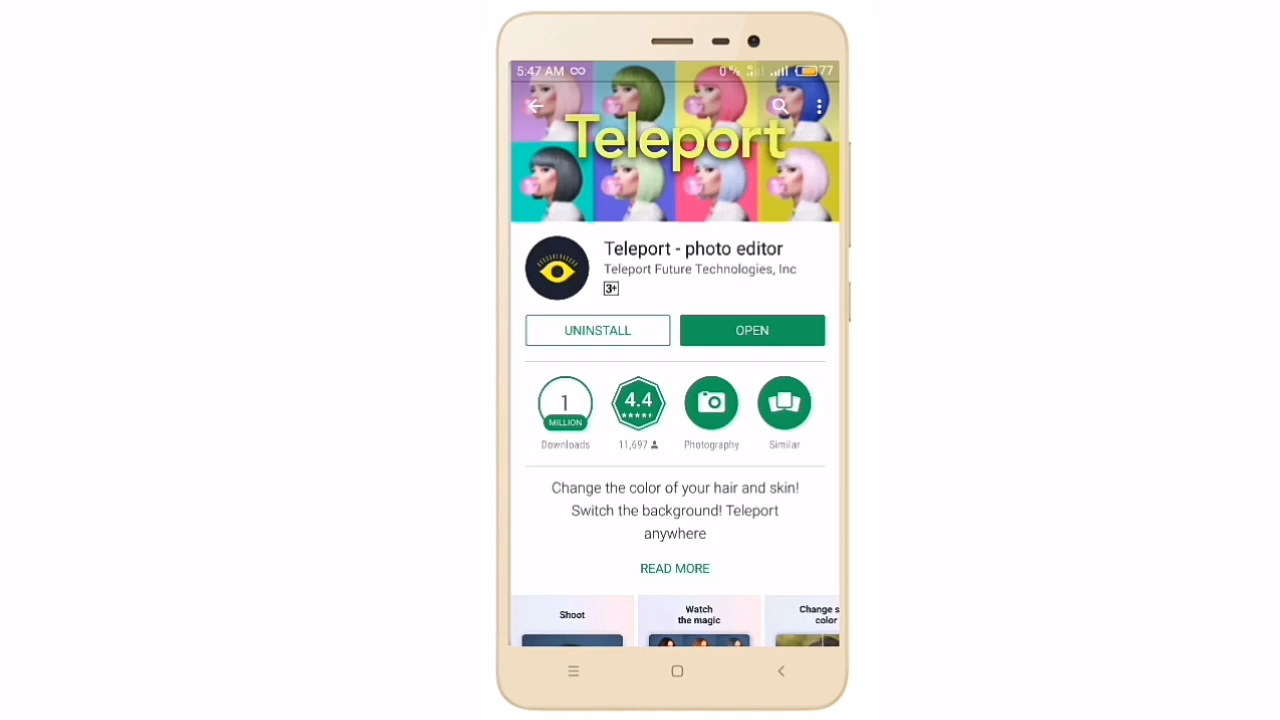 5:47 AM
77
Teleport
Teleport - photo editor
Teleport Future Technologies, Inc
3+
UNINSTALL
OPEN
1
MILLION
Downloads
4.4
11,697
Photography
Similar
Change the color of your hair and skin!
Switch the background! Teleport
anywhere
READ MORE
Shoot
Watch
the magic
Change s
color